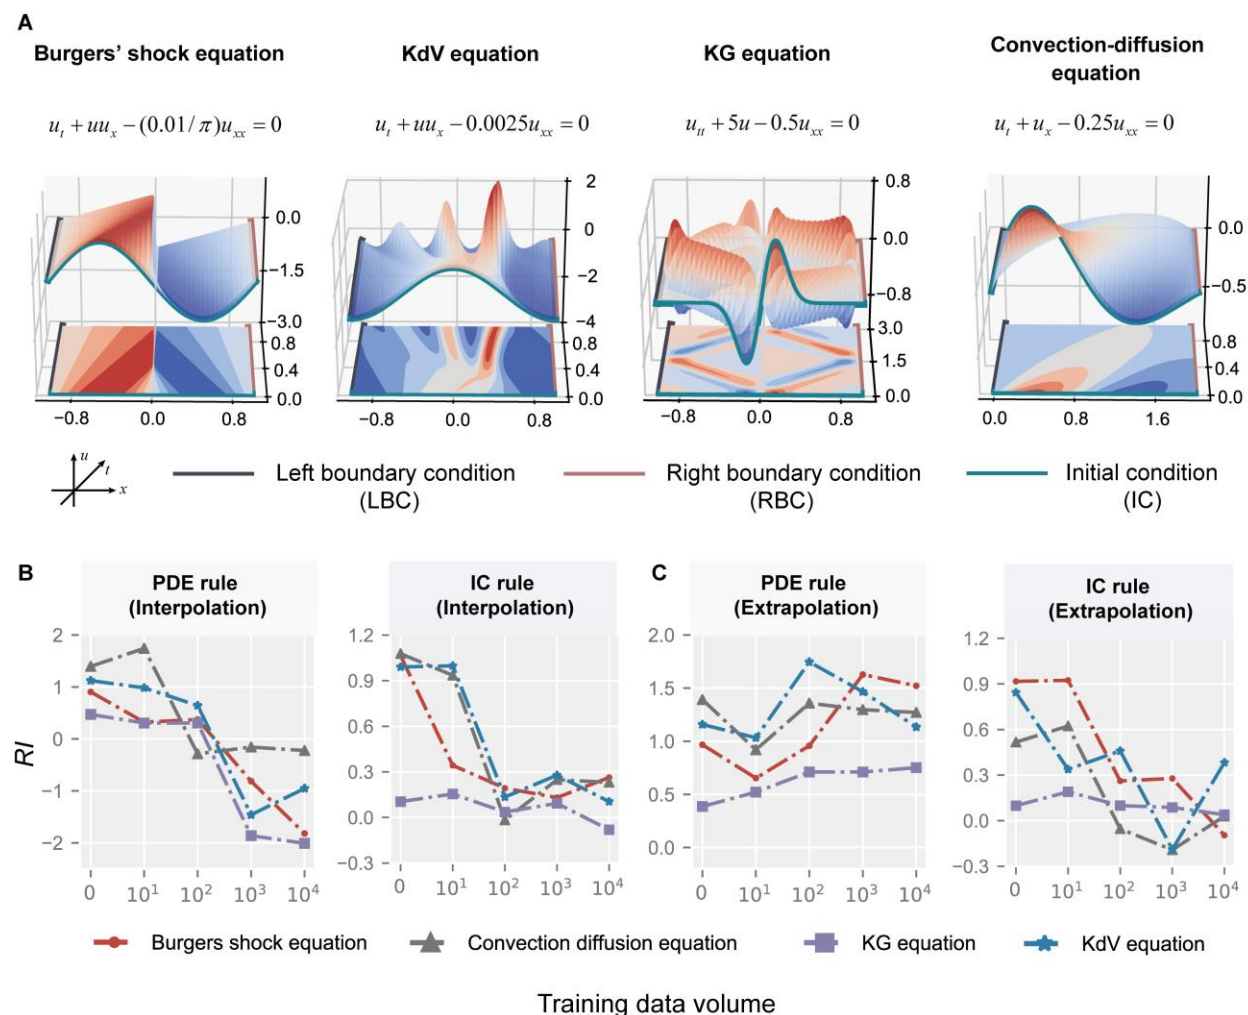 A
Burgers' shock equation
KdV equation
KG equation
Convection-diffusion
equation
u_t + uu_x − (0.01/π)u_xx = 0
u_t + uu_x − 0.0025u_xx = 0
u_tt + 5u − 0.5u_xx = 0
u_t + u_x − 0.25u_xx = 0
0.0
−1.5
−3.0
0.8
0.4
0.0
−0.8 0.0 0.8
2
0
−2
−4
0.8
0.4
0.0
−0.8 0.0 0.8
0.8
0.0
−0.8
3.0
1.5
0.0
−0.8 0.0 0.8
0.0
−0.5
0.8
0.4
0.0
0.0 0.8 1.6
u
t
x
Left boundary condition
(LBC)
Right boundary condition
(RBC)
Initial condition
(IC)
B
PDE rule
(Interpolation)
RI
2
1
0
−1
−2
0 10¹ 10² 10³ 10⁴
IC rule
(Interpolation)
1.2
0.9
0.6
0.3
0.0
−0.3
0 10¹ 10² 10³ 10⁴
C
PDE rule
(Extrapolation)
2.0
1.5
1.0
0.5
0.0
0 10¹ 10² 10³ 10⁴
IC rule
(Extrapolation)
1.2
0.9
0.6
0.3
0.0
−0.3
0 10¹ 10² 10³ 10⁴
Burgers shock equation
Convection diffusion equation
KG equation
KdV equation
Training data volume